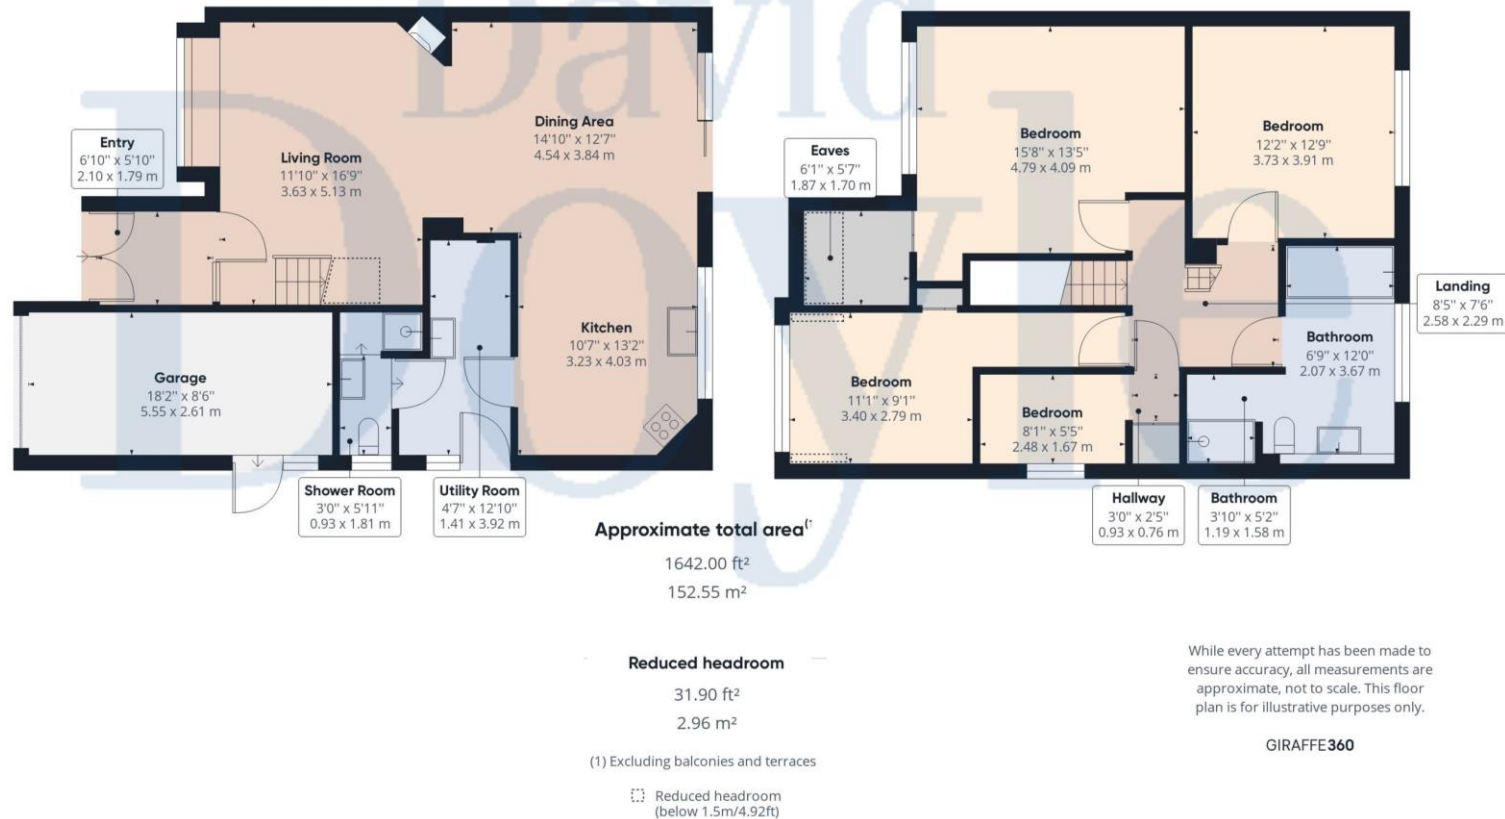 David
Doyle
Entry
6'10" x 5'10"
2.10 x 1.79 m
Living Room
11'10" x 16'9"
3.63 x 5.13 m
Dining Area
14'10" x 12'7"
4.54 x 3.84 m
Kitchen
10'7" x 13'2"
3.23 x 4.03 m
Garage
18'2" x 8'6"
5.55 x 2.61 m
Shower Room
3'0" x 5'11"
0.93 x 1.81 m
Utility Room
4'7" x 12'10"
1.41 x 3.92 m
Eaves
6'1" x 5'7"
1.87 x 1.70 m
Bedroom
15'8" x 13'5"
4.79 x 4.09 m
Bedroom
12'2" x 12'9"
3.73 x 3.91 m
Landing
8'5" x 7'6"
2.58 x 2.29 m
Bathroom
6'9" x 12'0"
2.07 x 3.67 m
Bedroom
11'1" x 9'1"
3.40 x 2.79 m
Bedroom
8'1" x 5'5"
2.48 x 1.67 m
Hallway
3'0" x 2'5"
0.93 x 0.76 m
Bathroom
3'10" x 5'2"
1.19 x 1.58 m
Approximate total area(1
1642.00 ft²
152.55 m²
Reduced headroom
31.90 ft²
2.96 m²
(1) Excluding balconies and terraces
Reduced headroom
(below 1.5m/4.92ft)
While every attempt has been made to
ensure accuracy, all measurements are
approximate, not to scale. This floor
plan is for illustrative purposes only.
GIRAFFE360